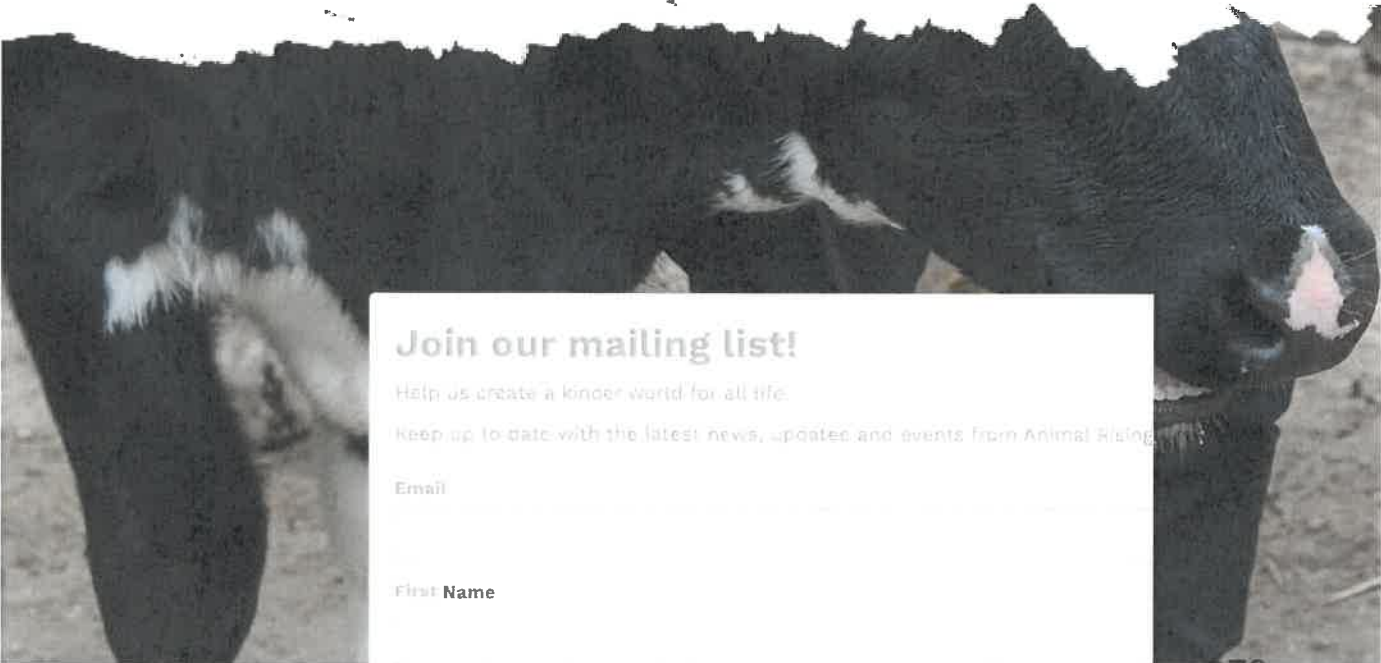 Join our mailing list!
Help us create a kinder world for all life.
Keep up to date with the latest news, updates and events from Animal Rising
Email
First Name